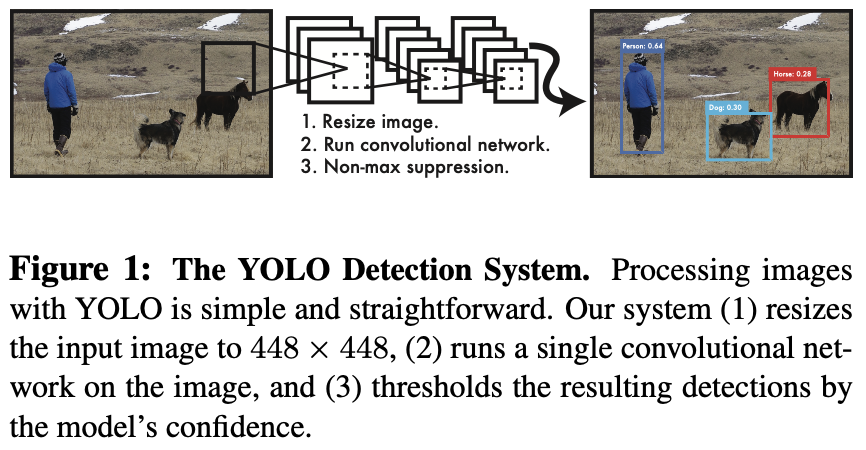 Person: 0.64
Horse: 0.28
Dog: 0.30
1. Resize image.
2. Run convolutional network.
3. Non-max suppression.
Figure 1: The YOLO Detection System. Processing images
with YOLO is simple and straightforward. Our system (1) resizes
the input image to 448 × 448, (2) runs a single convolutional net-
work on the image, and (3) thresholds the resulting detections by
the model's confidence.